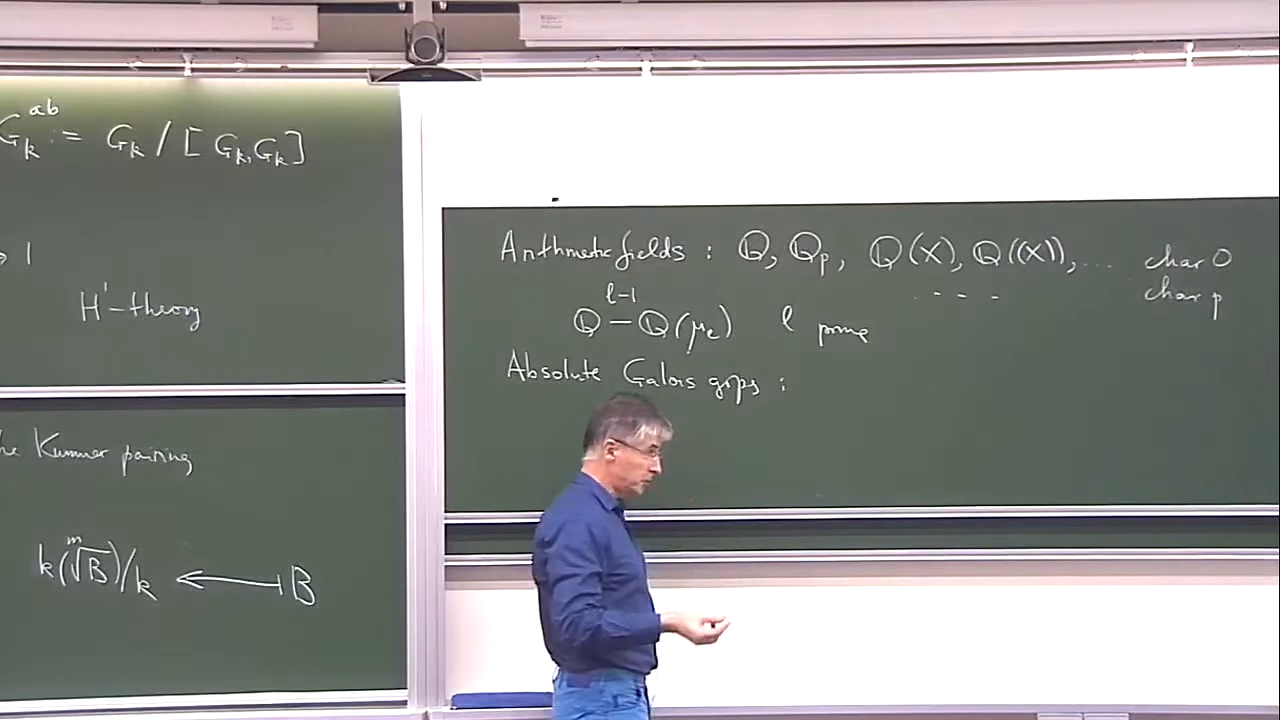 G_k^{ab} := G_k / [G_k, G_k]
→ 1
H^1-theory
he Kummer pairing
k(\sqrt[m]{B})/k ↤ B
Arithmetic fields : ℚ, ℚ_p, ℚ(X), ℚ((X)), ... char 0
- - - char p
ℚ —^{ℓ-1} ℚ(μ_ℓ) ℓ prime
Absolute Galois grps :